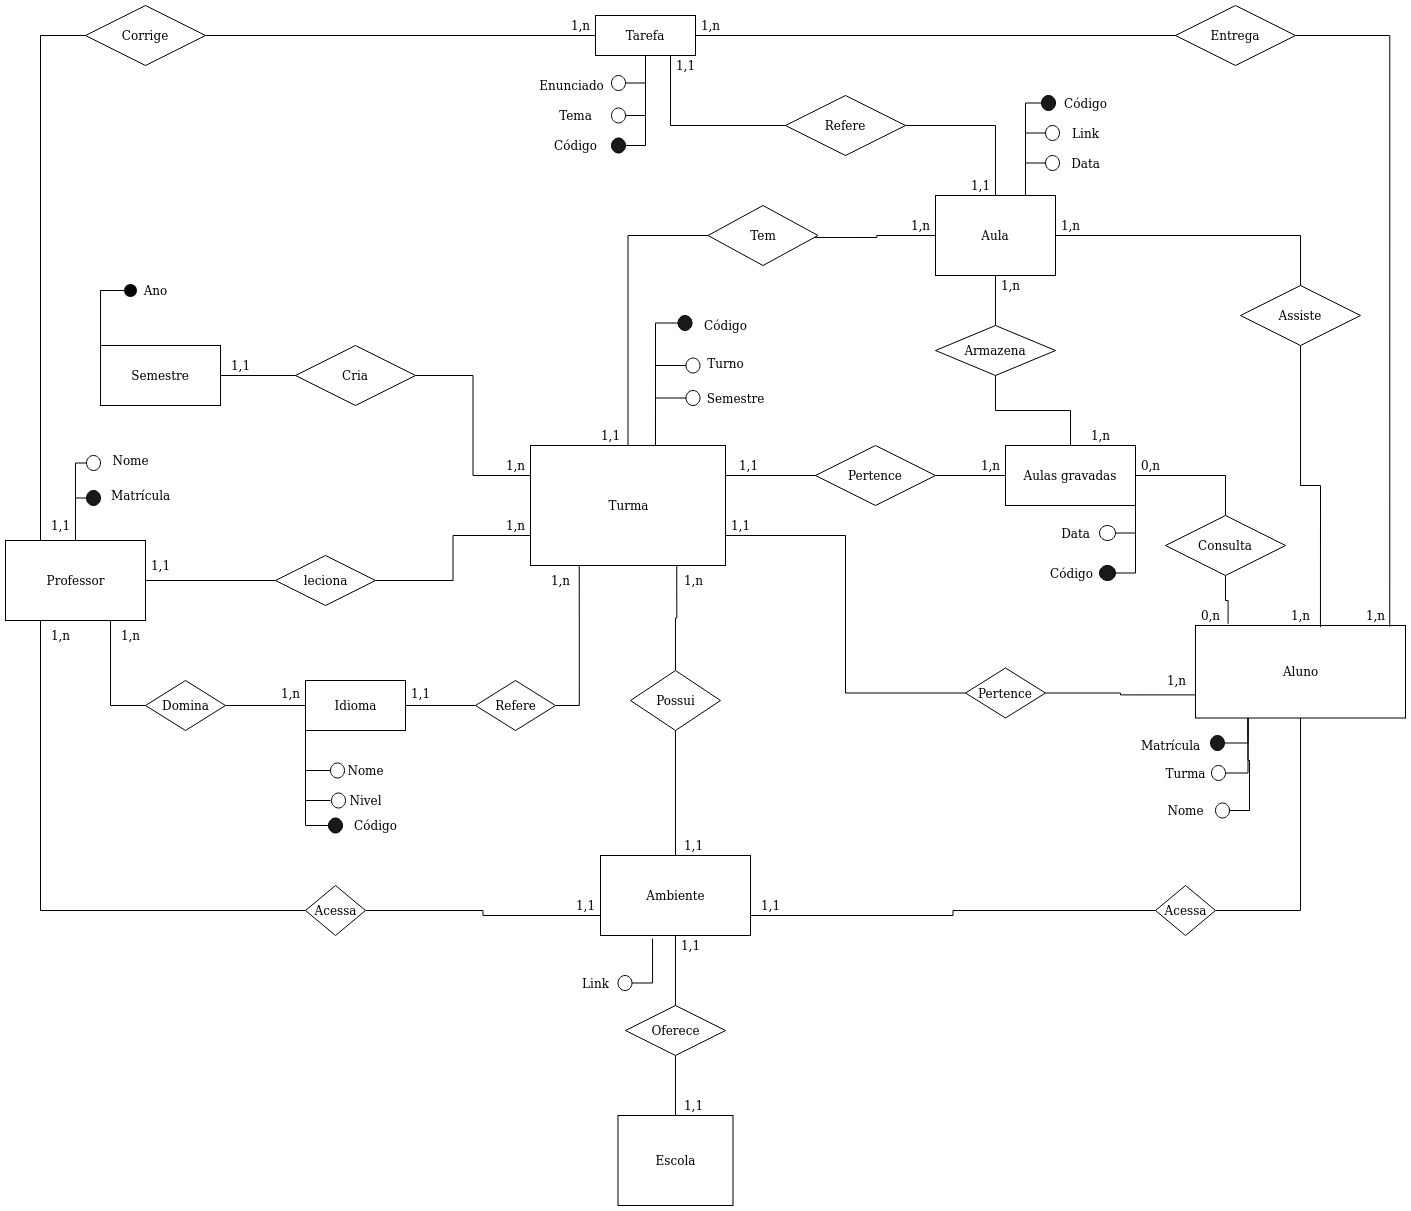 Corrige
1,n
Tarefa
1,n
Entrega
1,1
Enunciado
Tema
Código
Refere
Código
Link
Data
1,1
Tem
1,n
Aula
1,n
1,n
Ano
Assiste
Código
Armazena
Semestre
1,1
Cria
Turno
Semestre
1,1
1,n
Nome
Matrícula
1,n
1,1
Pertence
1,n
Aulas gravadas
0,n
Turma
1,1
1,n
1,1
Data
Consulta
Código
Professor
1,1
leciona
1,n
1,n
0,n
1,n
1,n
1,n
1,n
Aluno
1,n
Pertence
Domina
1,n
Idioma
1,1
Refere
Possui
Matrícula
Turma
Nome
Nome
Nivel
Código
1,1
Ambiente
Acessa
1,1
1,1
Acessa
1,1
Link
Oferece
1,1
Escola